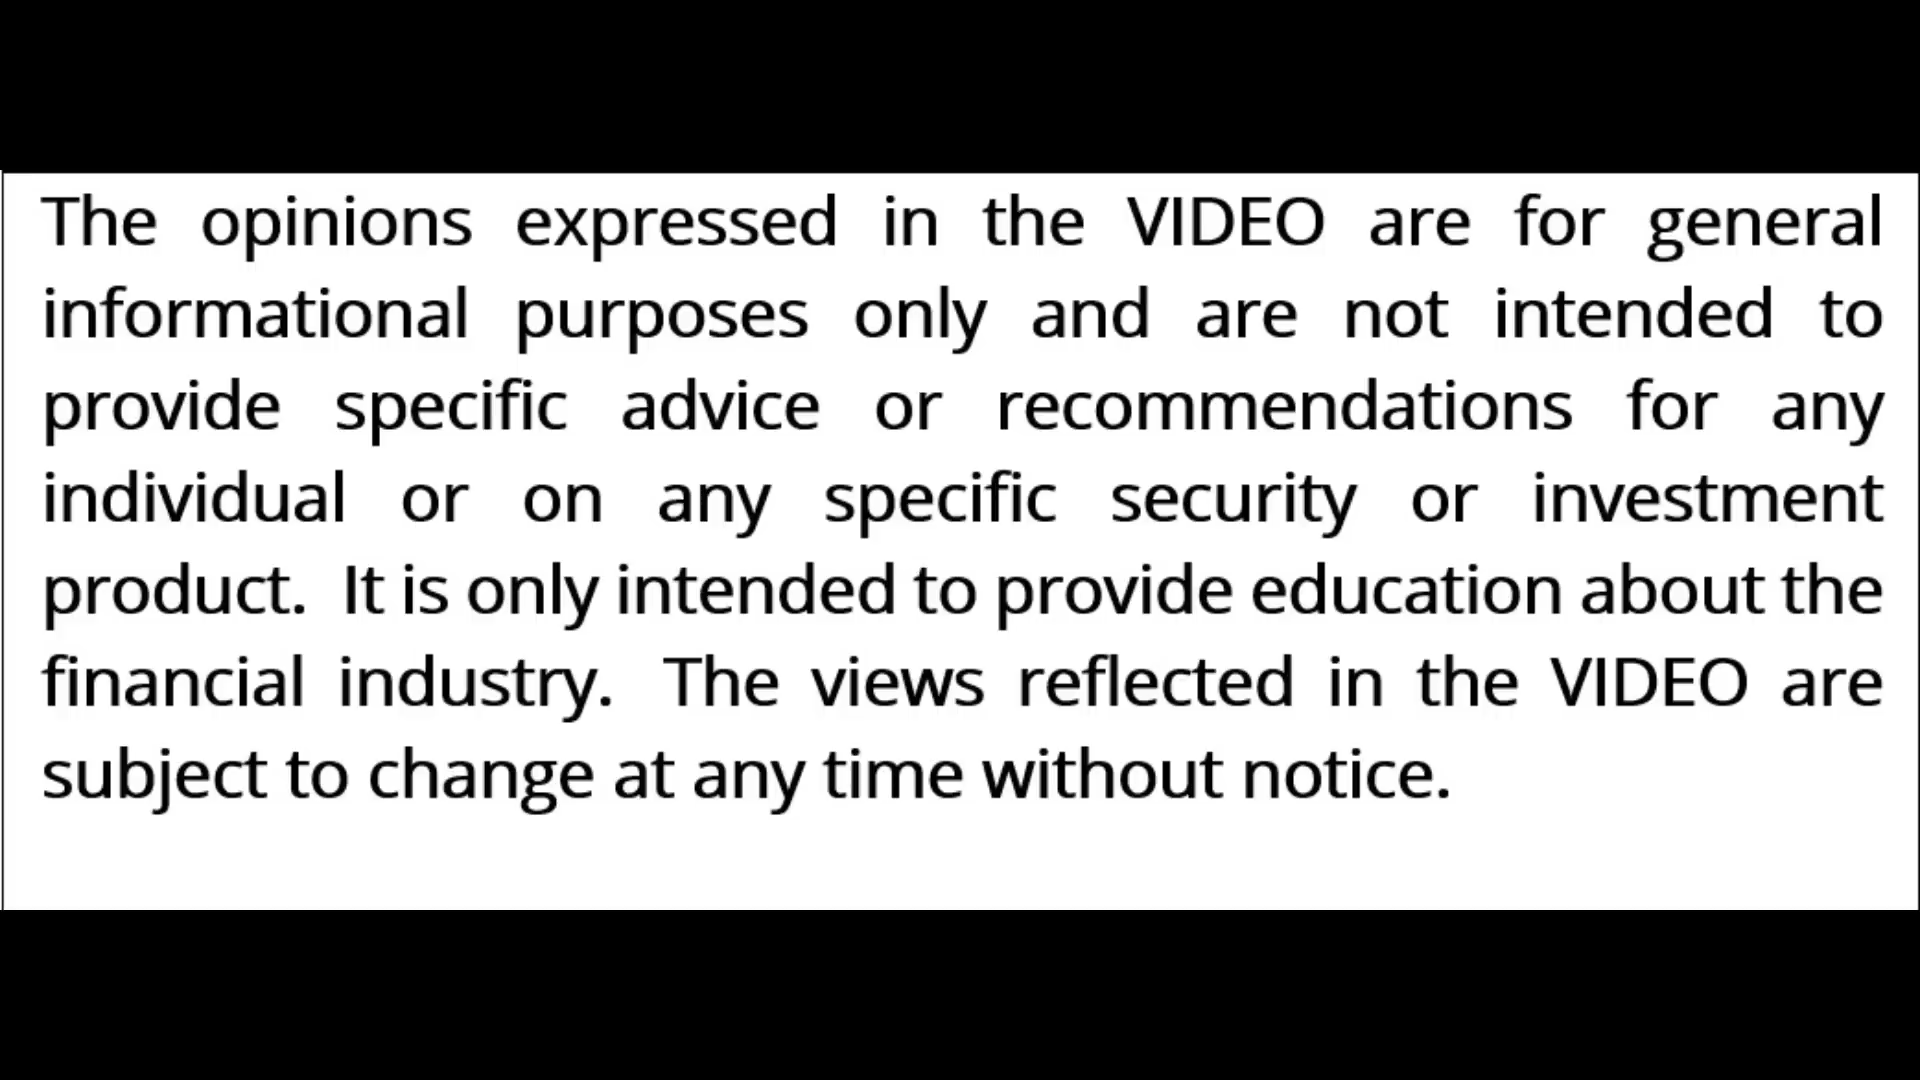 The opinions expressed in the VIDEO are for general
informational purposes only and are not intended to
provide specific advice or recommendations for any
individual or on any specific security or investment
product.  It is only intended to provide education about the
financial industry.  The views reflected in the VIDEO are
subject to change at any time without notice.